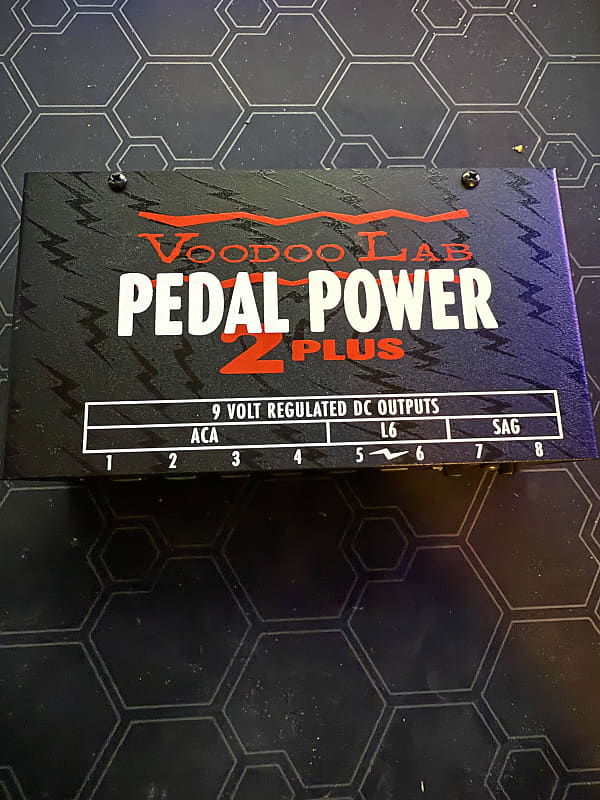 VOODOO LAB
PEDAL POWER
2 PLUS
9 VOLT REGULATED DC OUTPUTS
ACA L6 SAG
1 2 3 4 5 6 7 8